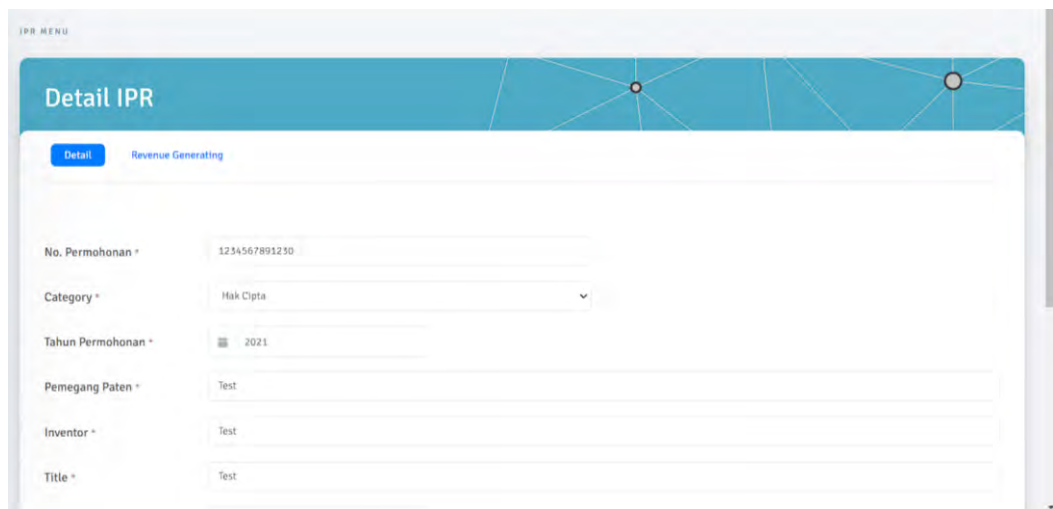 IPR MENU
Detail IPR
Detail Revenue Generating
No. Permohonan * 1234567891230
Category * Hak Cipta
Tahun Permohonan * 2021
Pemegang Paten * Test
Inventor * Test
Title * Test